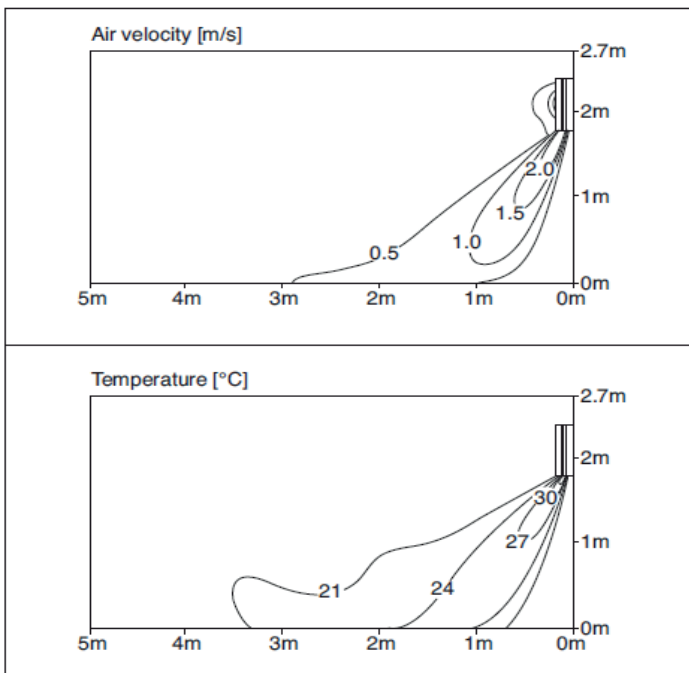 Air velocity [m/s]
2.7m
2m
2.0
1m
1.5
1.0
0.5
0m
5m 4m 3m 2m 1m 0m
Temperature [°C]
2.7m
2m
30
1m
27
24
21
0m
5m 4m 3m 2m 1m 0m